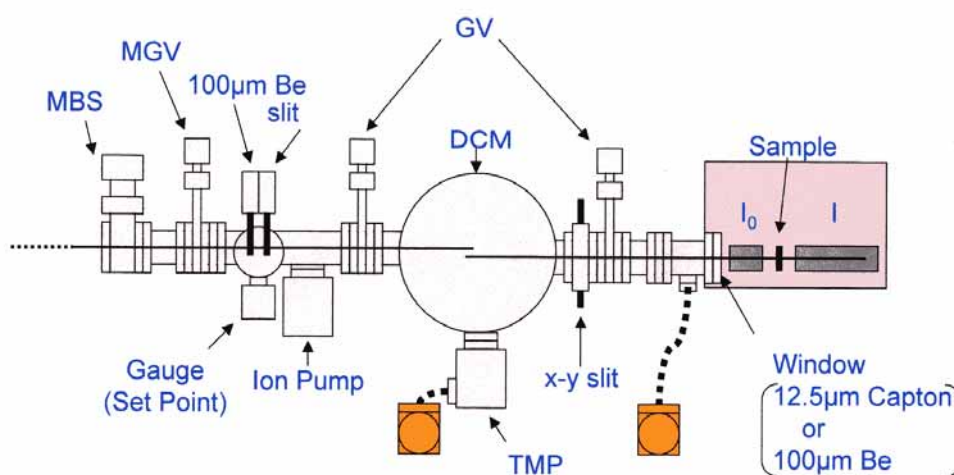 MBS
MGV
100µm Be
slit
GV
DCM
Sample
I0
I
Gauge
(Set Point)
Ion Pump
TMP
x-y slit
Window
12.5µm Capton
or
100µm Be